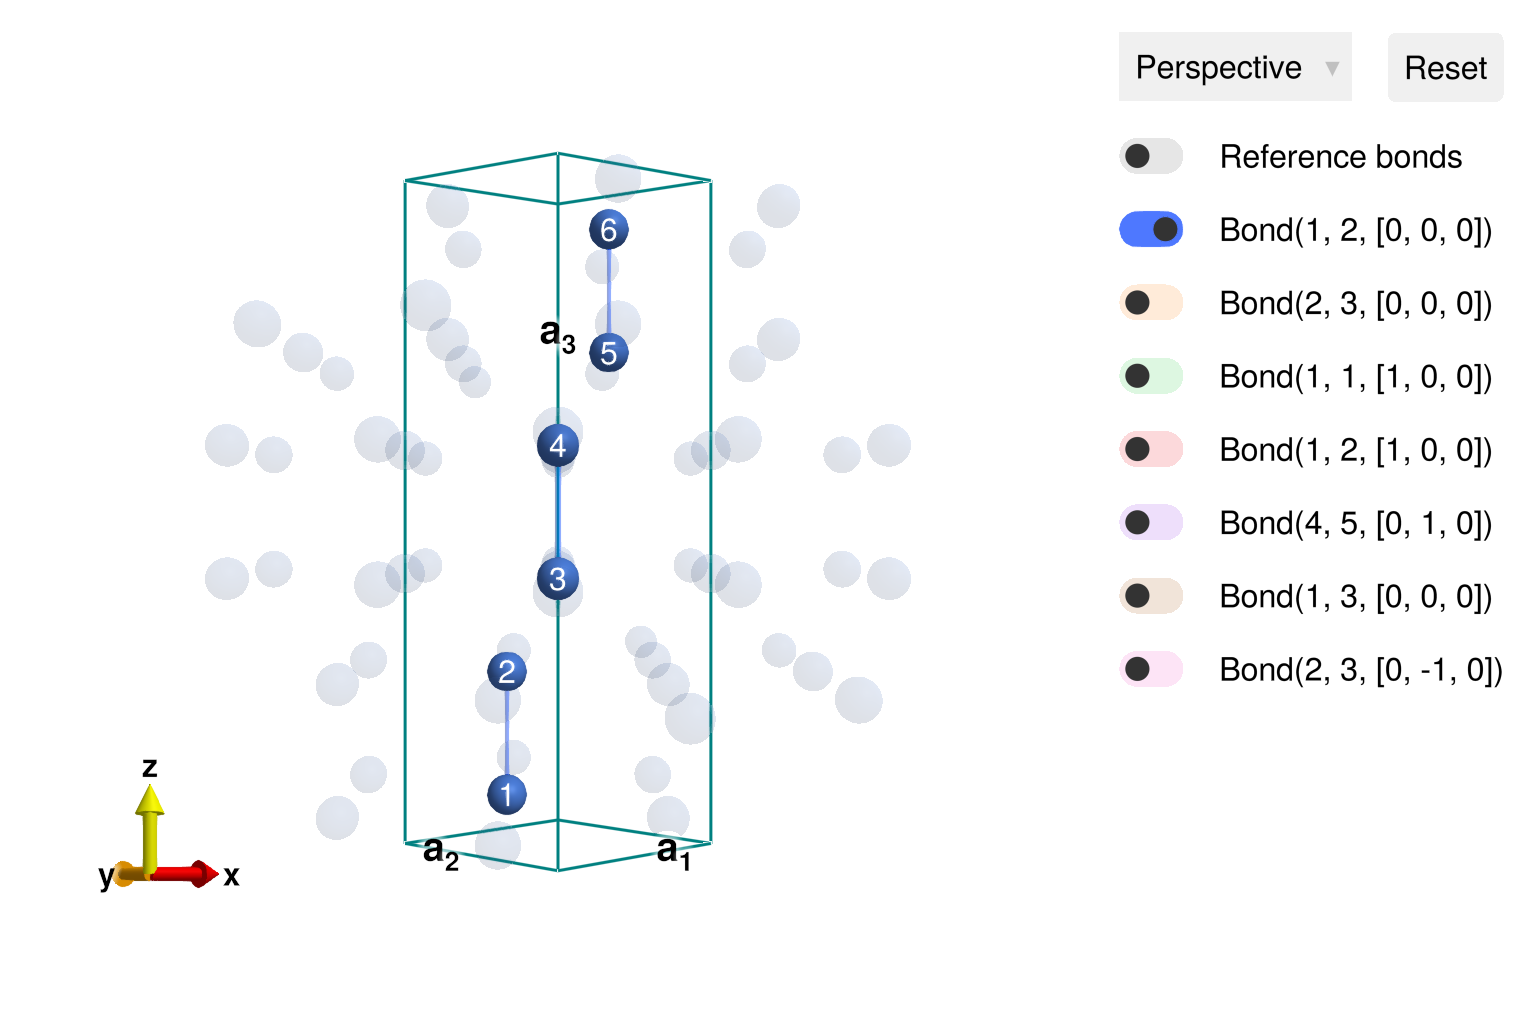 Perspective ▼ Reset
Reference bonds
Bond(1, 2, [0, 0, 0])
Bond(2, 3, [0, 0, 0])
Bond(1, 1, [1, 0, 0])
Bond(1, 2, [1, 0, 0])
Bond(4, 5, [0, 1, 0])
Bond(1, 3, [0, 0, 0])
Bond(2, 3, [0, -1, 0])
6
a3
5
4
3
2
1
a2
a1
z
y
x